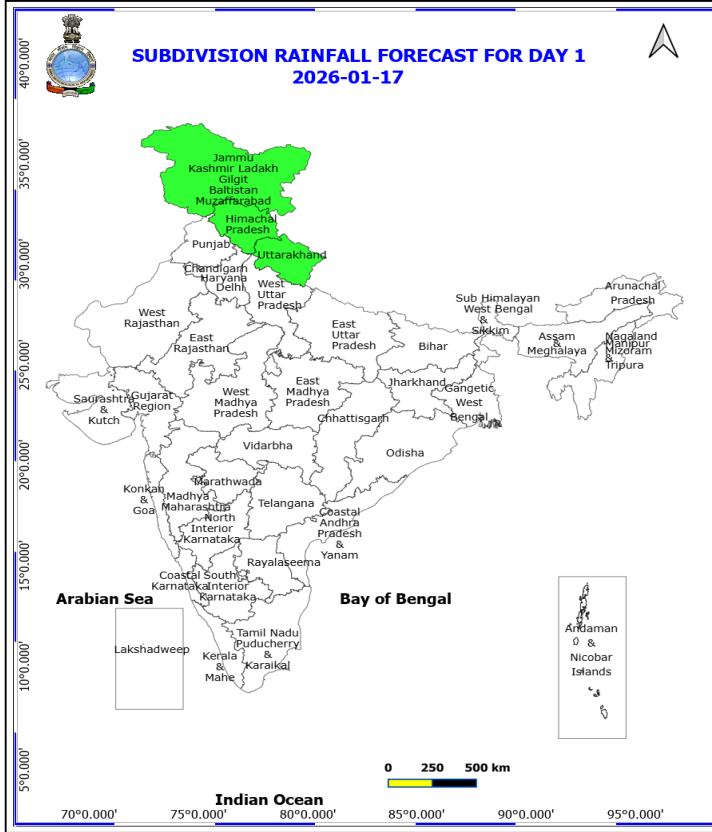 SUBDIVISION RAINFALL FORECAST FOR DAY 1
2026-01-17
40°0.000'
35°0.000'
30°0.000'
25°0.000'
20°0.000'
15°0.000'
10°0.000'
5°0.000'
Jammu
Kashmir Ladakh
Gilgit
Baltistan
Muzaffarabad
Himachal
Pradesh
Punjab
Uttarakhand
Chandigarh
Haryana
Delhi
West
Uttar
Pradesh
West
Rajasthan
East
Rajasthan
East
Uttar
Pradesh
Bihar
Sub Himalayan
West Bengal
&
Sikkim
Arunachal
Pradesh
Assam
&
Meghalaya
Nagaland
Manipur
Mizoram
&
Tripura
Saurashtra
&
Kutch
Gujarat
Region
West
Madhya
Pradesh
East
Madhya
Pradesh
Jharkhand
Gangetic
West
Bengal
Chhattisgarh
Odisha
Vidarbha
Konkan
&
Goa
Madhya
Maharashtra
Marathwada
Telangana
North
Interior
Karnataka
Coastal
Andhra
Pradesh
&
Yanam
Rayalaseema
Coastal
Karnataka
South
Interior
Karnataka
Arabian Sea
Bay of Bengal
Lakshadweep
Kerala
&
Mahe
Tamil Nadu
Puducherry
&
Karaikal
Andaman
&
Nicobar
Islands
0 250 500 km
Indian Ocean
70°0.000' 75°0.000' 80°0.000' 85°0.000' 90°0.000' 95°0.000'